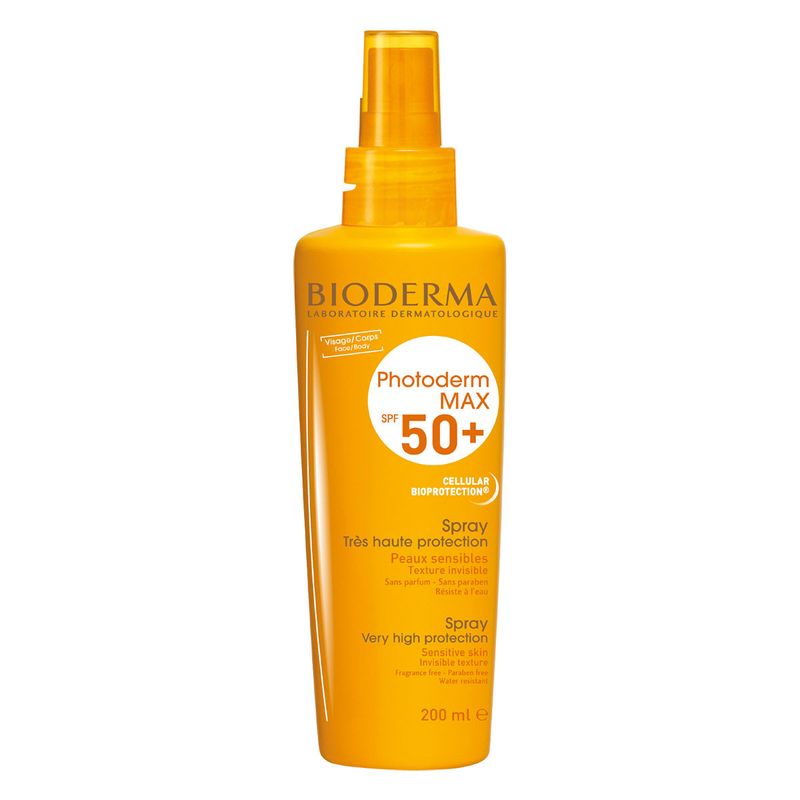 BIODERMA
LABORATOIRE DERMATOLOGIQUE
Visage/Corps
Face/Body
Photoderm
MAX
SPF 50+
CELLULAR
BIOPROTECTION®
Spray
Très haute protection
Peaux sensibles
Texture invisible
Sans parfum - Sans paraben
Résiste à l'eau
Spray
Very high protection
Sensitive skin
Invisible texture
Fragrance free - Paraben free
Water resistant
200 ml ℮